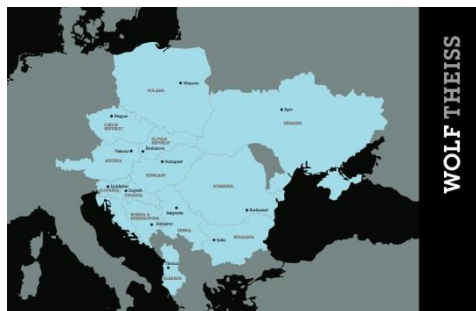 Warsaw
POLAND
Prague
CZECH
REPUBLIC
Kyiv
UKRAINE
SLOVAK
REPUBLIC
Bratislava
Vienna
AUSTRIA
Budapest
HUNGARY
Ljubljana
SLOVENIA
Zagreb
CROATIA
ROMANIA
BOSNIA &
HERZEGOVINA
Belgrade
Bucharest
Sarajevo
SERBIA
Sofia
BULGARIA
Tirana
ALBANIA
WOLF THEISS